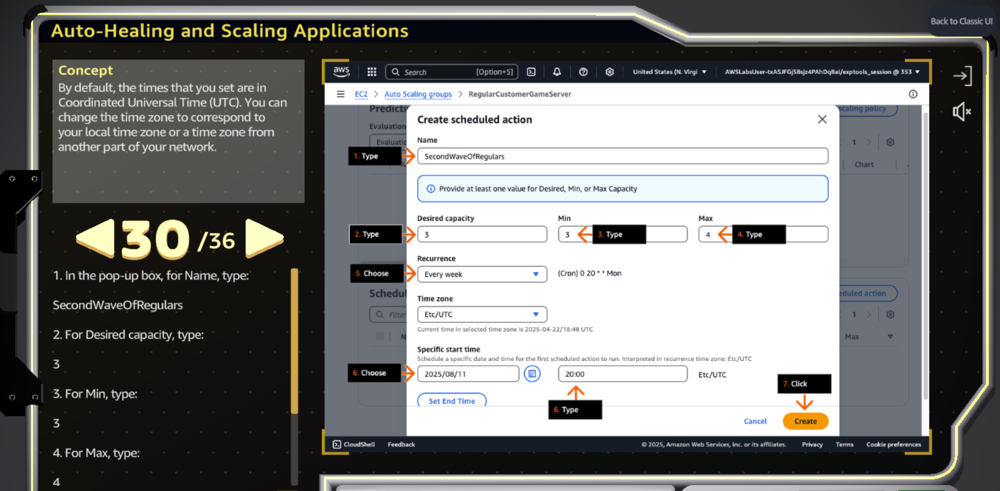 Back to Classic UI
Auto-Healing and Scaling Applications
Concept
By default, the times that you set are in
Coordinated Universal Time (UTC). You can
change the time zone to correspond to
your local time zone or a time zone from
another part of your network.
30 /36
1. In the pop-up box, for Name, type:
SecondWaveOfRegulars
2. For Desired capacity, type:
3
3. For Min, type:
3
4. For Max, type:
4
aws
Search [Option+S]
United States (N. Virgi
AWSLabsUser-txASJFGjS8sjz4PAhDqBai/exptools_session @ 353
EC2 > Auto Scaling groups > RegularCustomerGameServer
Predicti
scaling policy
Evaluation
Evaluatio
1
Chart
Create scheduled action
Name
1. Type
SecondWaveOfRegulars
Provide at least one value for Desired, Min, or Max Capacity
Desired capacity Min Max
2. Type
3
3
3. Type
4
4. Type
Recurrence
5. Choose
Every week
(Cron) 0 20 * * Mon
Schedul
eduled action
Time zone
Filter
Etc/UTC
1
Current time in selected time zone is 2025-04-22/18:48 UTC
N
Max
Specific start time
Schedule a specific date and time for the first scheduled action to run. Interpreted in recurrence time zone: Etc/UTC
6. Choose
2025/08/11
20:00
Etc/UTC
7. Click
Set End Time
6. Type
Cancel
Create
CloudShell Feedback
© 2025, Amazon Web Services, Inc. or its affiliates. Privacy Terms Cookie preferences